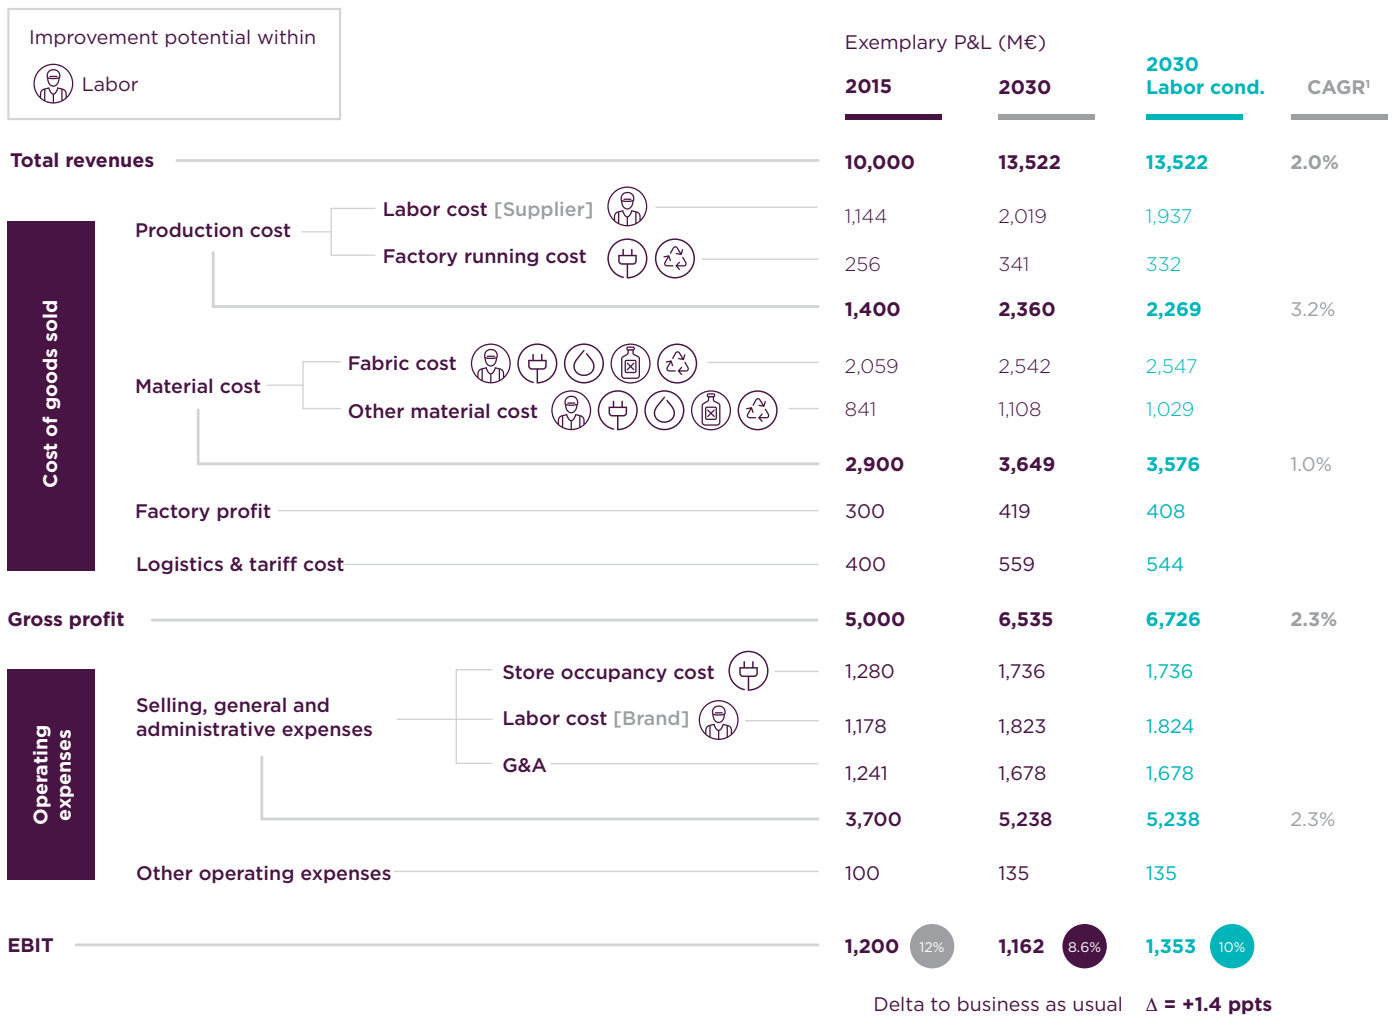 Improvement potential within
Labor
Exemplary P&L (M€)
2015 2030 2030 Labor cond. CAGR¹
Total revenues 10,000 13,522 13,522 2.0%
Cost of goods sold
Production cost
Labor cost [Supplier] 1,144 2,019 1,937
Factory running cost 256 341 332
1,400 2,360 2,269 3.2%
Material cost
Fabric cost 2,059 2,542 2,547
Other material cost 841 1,108 1,029
2,900 3,649 3,576 1.0%
Factory profit 300 419 408
Logistics & tariff cost 400 559 544
Gross profit 5,000 6,535 6,726 2.3%
Operating
expenses
Selling, general and
administrative expenses
Store occupancy cost 1,280 1,736 1,736
Labor cost [Brand] 1,178 1,823 1.824
G&A 1,241 1,678 1,678
3,700 5,238 5,238 2.3%
Other operating expenses 100 135 135
EBIT 1,200 12% 1,162 8.6% 1,353 10%
Delta to business as usual Δ = +1.4 ppts